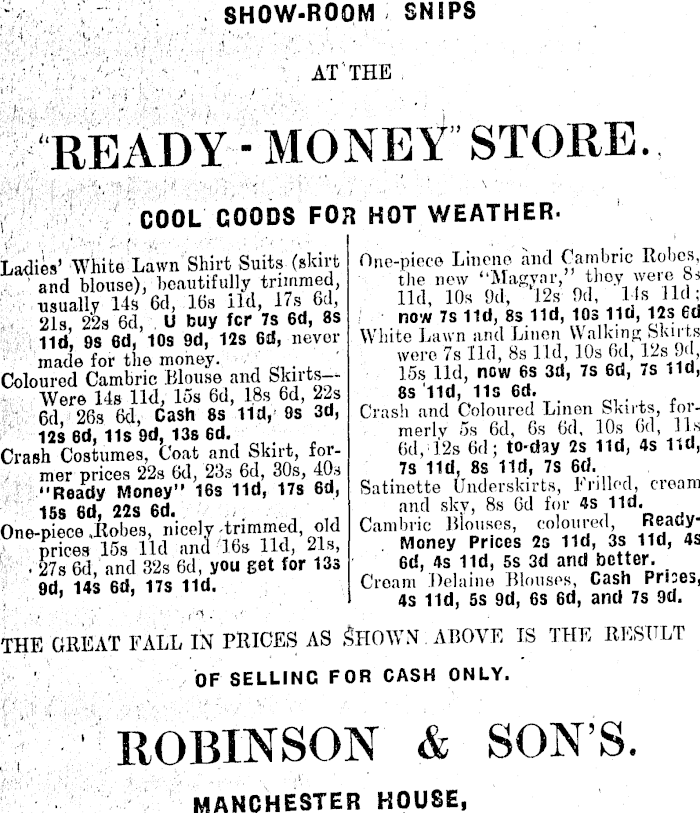 SHOW-ROOM SNIPS
AT THE
"READY-MONEY" STORE.
COOL GOODS FOR HOT WEATHER.
Ladies' White Lawn Shirt Suits (skirt
and blouse), beautifully trimmed,
usually 14s 6d, 16s 11d, 17s 6d,
21s, 22s 6d, U buy for 7s 6d, 8s
11d, 9s 6d, 10s 9d, 12s 6d, never
made for the money.
Coloured Cambric Blouse and Skirts—
Were 14s 11d, 15s 6d, 18s 6d, 22s
6d, 26s 6d, Cash 8s 11d, 9s 3d,
12s 6d, 11s 9d, 13s 6d.
Crash Costumes, Coat and Skirt, for-
mer prices 22s 6d, 23s 6d, 30s, 40s
"Ready Money" 16s 11d, 17s 6d,
15s 6d, 22s 6d.
One-piece Robes, nicely trimmed, old
prices 15s 11d and 16s 11d, 21s,
27s 6d, and 32s 6d, you get for 13s
9d, 14s 6d, 17s 11d.
One-piece Linene and Cambric Robes,
the new "Magyar," they were 8s
11d, 10s 9d, 12s 9d, 14s 11d;
now 7s 11d, 8s 11d, 10s 11d, 12s 6d
White Lawn and Linen Walking Skirts
were 7s 11d, 8s 11d, 10s 6d, 12s 9d,
15s 11d, now 6s 3d, 7s 6d, 7s 11d,
8s 11d, 11s 6d.
Crash and Coloured Linen Skirts, for-
merly 5s 6d, 6s 6d, 10s 6d, 11s
6d, 12s 6d; to-day 2s 11d, 4s 11d,
7s 11d, 8s 11d, 7s 6d.
Satinette Underskirts, Frilled, cream
and sky, 8s 6d for 4s 11d.
Cambric Blouses, coloured, Ready-
Money Prices 2s 11d, 3s 11d, 4s
6d, 4s 11d, 5s 3d and better.
Cream Delaine Blouses, Cash Prices,
4s 11d, 5s 9d, 6s 6d, and 7s 9d.
THE GREAT FALL IN PRICES AS SHOWN ABOVE IS THE RESULT
OF SELLING FOR CASH ONLY.
ROBINSON & SON'S.
MANCHESTER HOUSE,